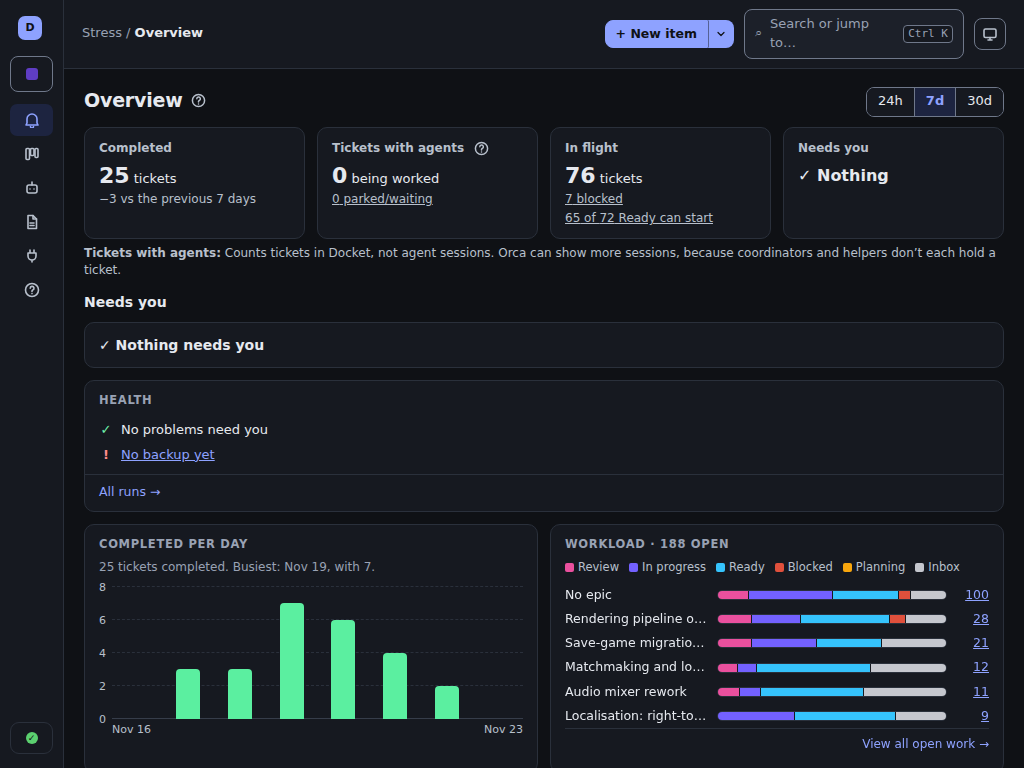 D
Stress / Overview
+ New item
Search or jump to…
Ctrl K
Overview
24h 7d 30d
Completed
25 tickets
−3 vs the previous 7 days
Tickets with agents
0 being worked
0 parked/waiting
In flight
76 tickets
7 blocked
65 of 72 Ready can start
Needs you
✓ Nothing
Tickets with agents: Counts tickets in Docket, not agent sessions. Orca can show more sessions, because coordinators and helpers don’t each hold a
ticket.
Needs you
✓ Nothing needs you
HEALTH
✓ No problems need you
! No backup yet
All runs →
COMPLETED PER DAY
25 tickets completed. Busiest: Nov 19, with 7.
8
6
4
2
0
Nov 16 Nov 23
WORKLOAD · 188 OPEN
Review In progress Ready Blocked Planning Inbox
No epic 100
Rendering pipeline o… 28
Save-game migratio… 21
Matchmaking and lo… 12
Audio mixer rework 11
Localisation: right-to… 9
View all open work →